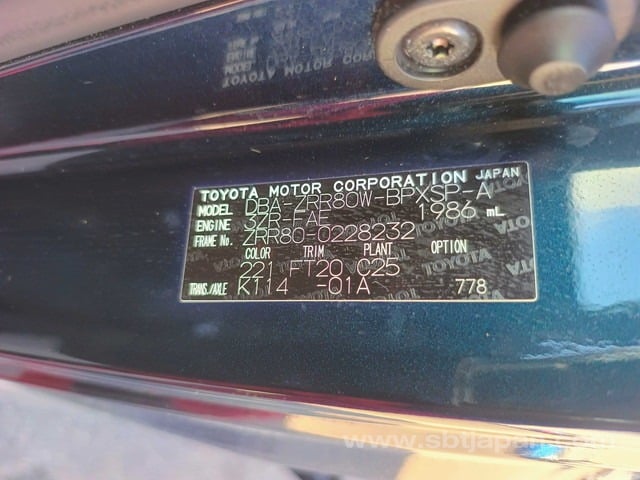 TOYOTA MOTOR CORPORATION JAPAN
MODEL DBA-ZRR80W-BPXSP-A
ENGINE 3ZR-FAE 1986 mL
FRAME No. ZRR80-0228232
COLOR TRIM PLANT OPTION
221 FT20 C25
TRANS./AXLE K114 -01A 778
www.sbtjapan.com